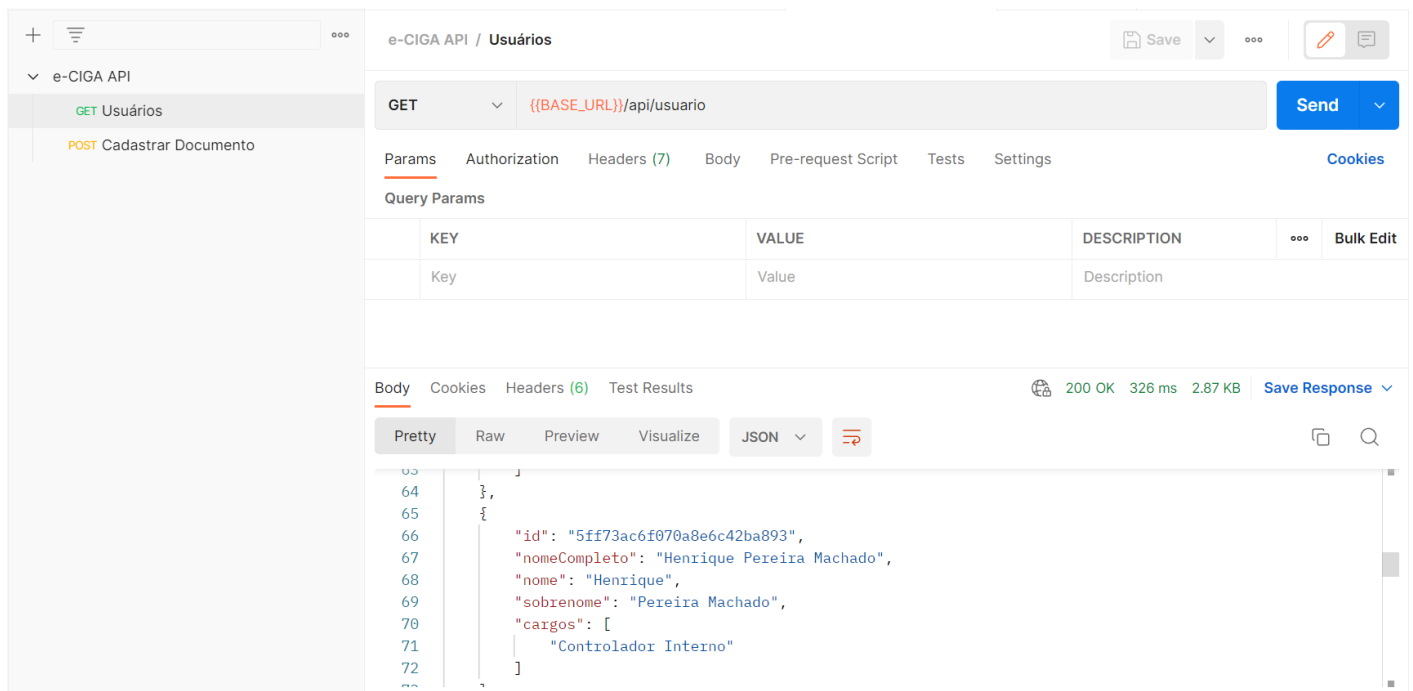 e-CIGA API / Usuários
Save
e-CIGA API
GET Usuários
POST Cadastrar Documento
GET
{{BASE_URL}}/api/usuario
Send
Params Authorization Headers (7) Body Pre-request Script Tests Settings Cookies
Query Params
KEY VALUE DESCRIPTION Bulk Edit
Key Value Description
Body Cookies Headers (6) Test Results 200 OK 326 ms 2.87 KB Save Response
Pretty Raw Preview Visualize JSON
63 ]
64 },
65 {
66 "id": "5ff73ac6f070a8e6c42ba893",
67 "nomeCompleto": "Henrique Pereira Machado",
68 "nome": "Henrique",
69 "sobrenome": "Pereira Machado",
70 "cargos": [
71 "Controlador Interno"
72 ]